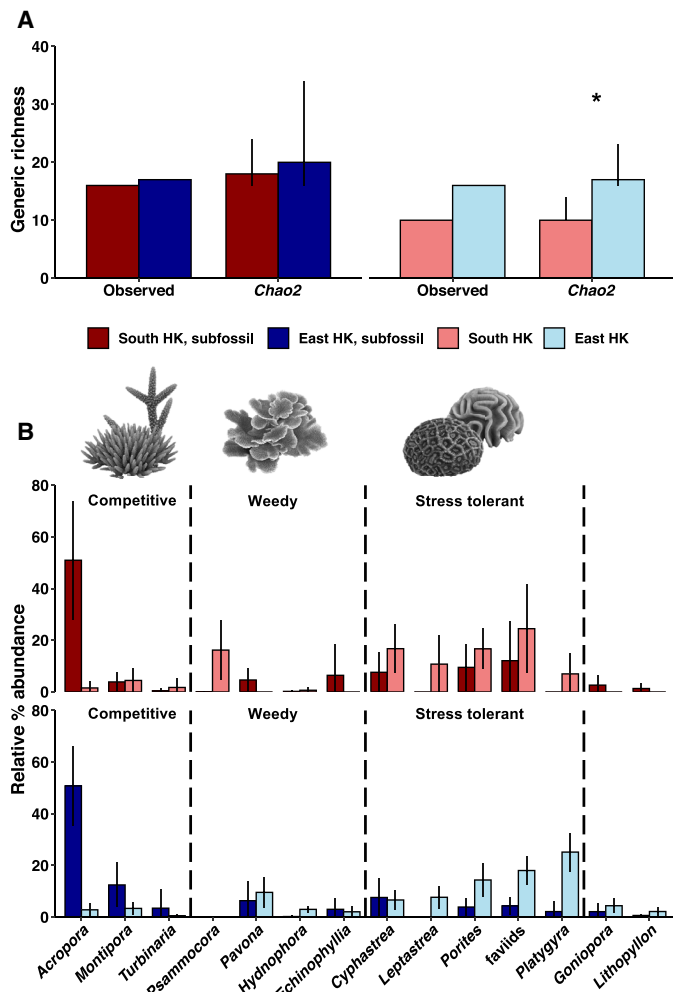 A
Generic richness
40
30
20
10
0
*
Observed
Chao2
Observed
Chao2
South HK, subfossil
East HK, subfossil
South HK
East HK
B
Relative % abundance
80
60
40
20
0
Competitive
Weedy
Stress tolerant
80
60
40
20
0
Competitive
Weedy
Stress tolerant
Acropora
Montipora
Turbinaria
Psammocora
Pavona
Hydnophora
Echinophyllia
Cyphastrea
Leptastrea
Porites
faviids
Platygyra
Goniopora
Lithopyllon